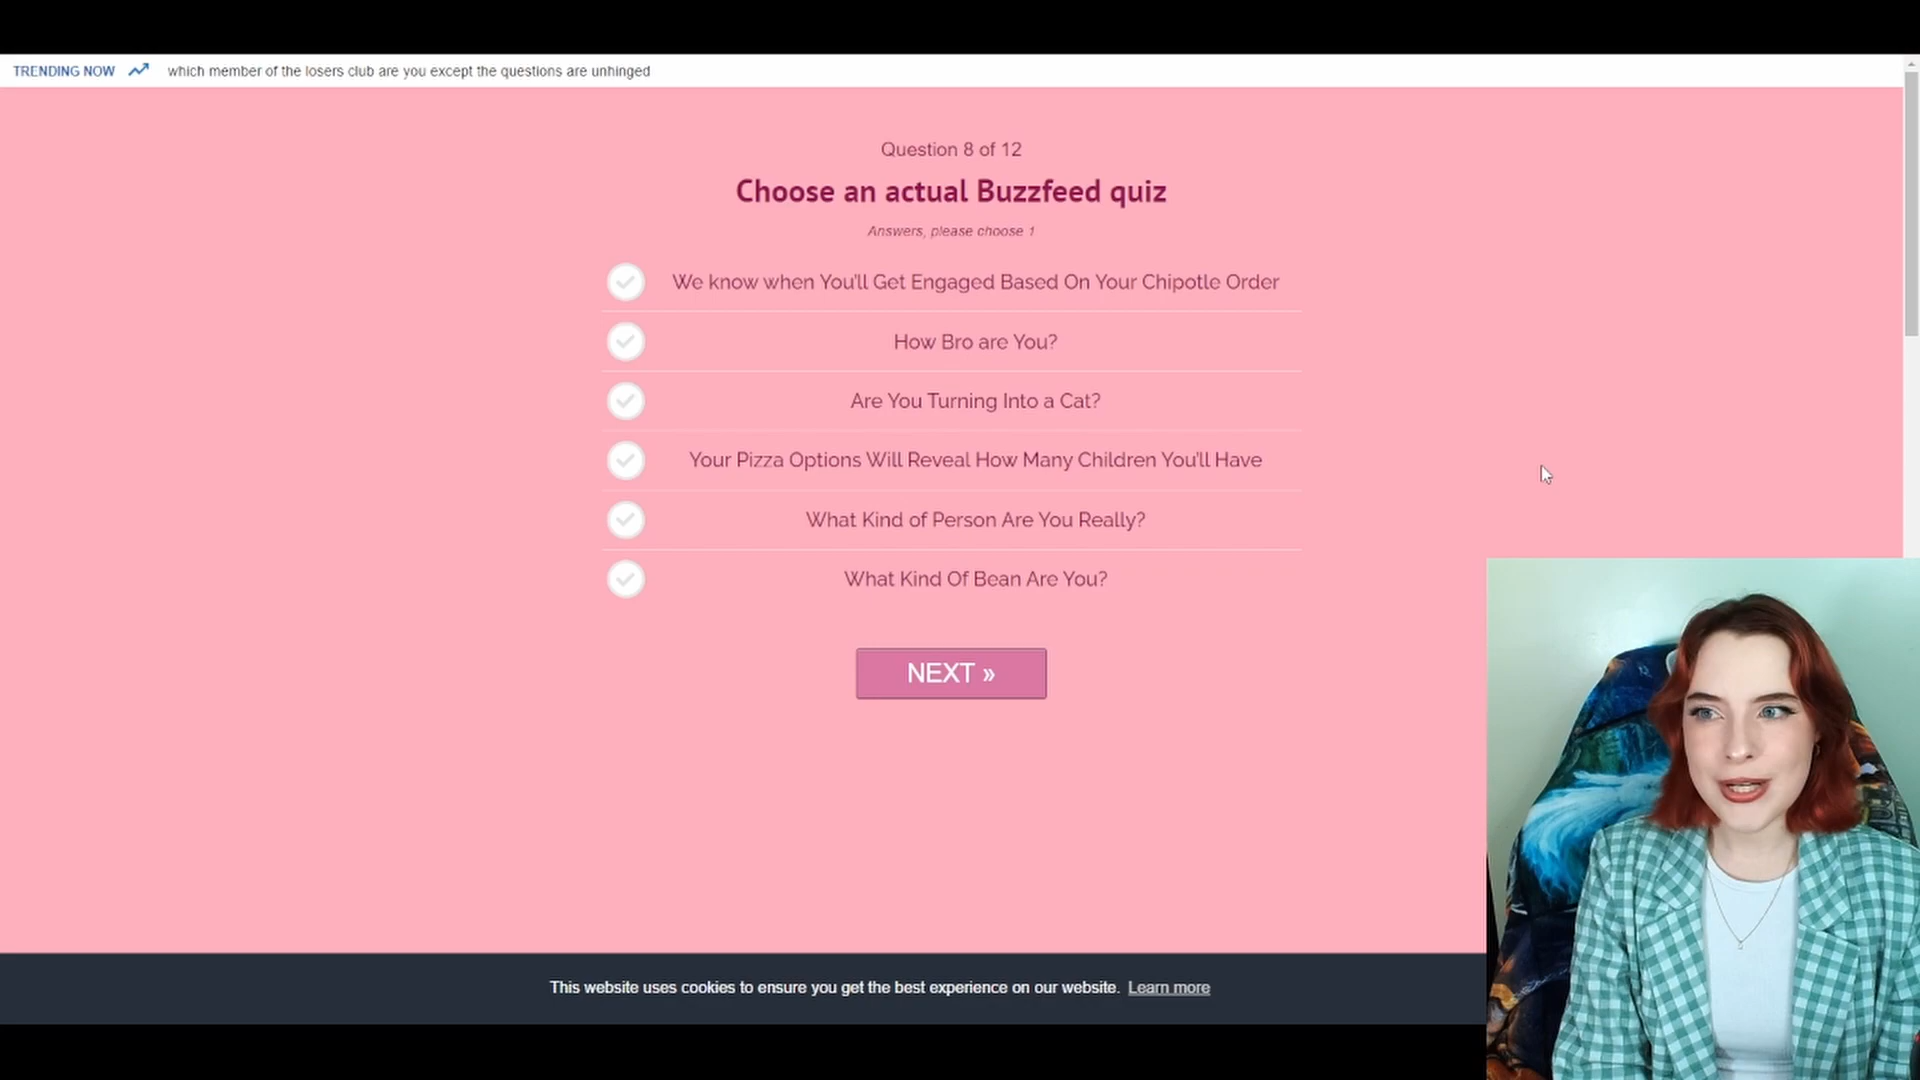 TRENDING NOW which member of the losers club are you except the questions are unhinged
Question 8 of 12
Choose an actual Buzzfeed quiz
Answers, please choose 1
We know when You'll Get Engaged Based On Your Chipotle Order
How Bro are You?
Are You Turning Into a Cat?
Your Pizza Options Will Reveal How Many Children You'll Have
What Kind of Person Are You Really?
What Kind Of Bean Are You?
NEXT »
This website uses cookies to ensure you get the best experience on our website. Learn more